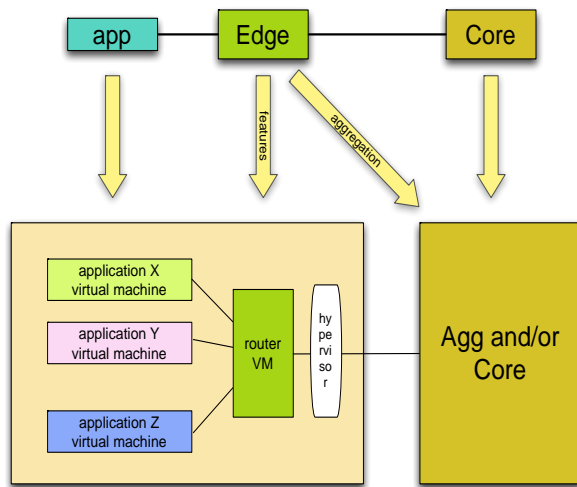 app
Edge
Core
features
aggregation
application X
virtual machine
application Y
virtual machine
application Z
virtual machine
router
VM
hy
pe
rvi
so
r
Agg and/or
Core